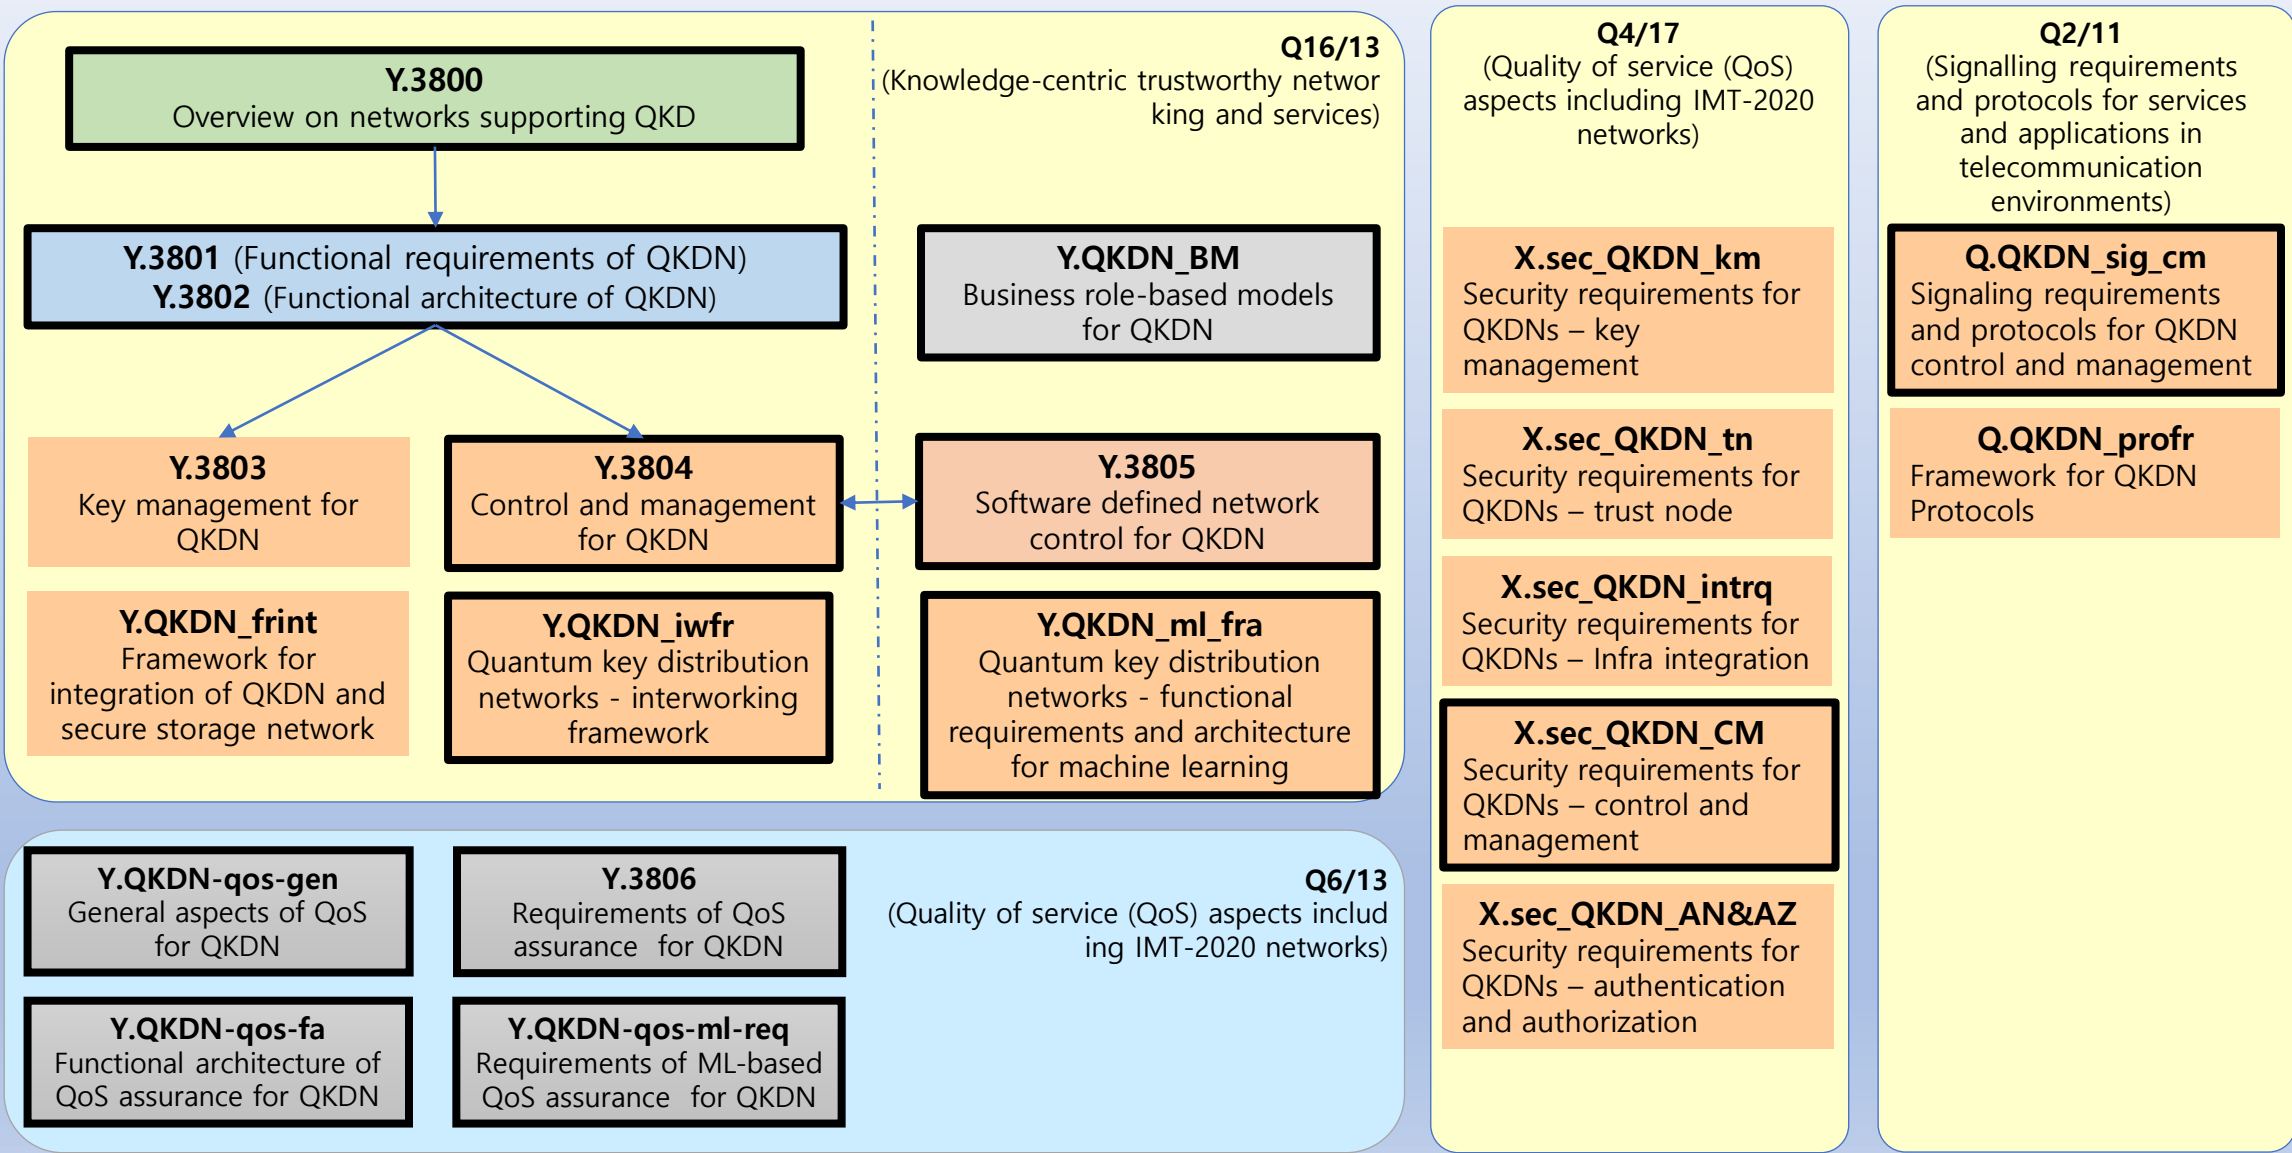 Y.3800
Overview on networks supporting QKD
Q16/13
(Knowledge-centric trustworthy networ
king and services)
Y.3801 (Functional requirements of QKDN)
Y.3802 (Functional architecture of QKDN)
Y.QKDN_BM
Business role-based models
for QKDN
Y.3803
Key management for
QKDN
Y.3804
Control and management
for QKDN
Y.3805
Software defined network
control for QKDN
Y.QKDN_frint
Framework for
integration of QKDN and
secure storage network
Y.QKDN_iwfr
Quantum key distribution
networks - interworking
framework
Y.QKDN_ml_fra
Quantum key distribution
networks - functional
requirements and architecture
for machine learning
Y.QKDN-qos-gen
General aspects of QoS
for QKDN
Y.3806
Requirements of QoS
assurance  for QKDN
Q6/13
(Quality of service (QoS) aspects includ
ing IMT-2020 networks)
Y.QKDN-qos-fa
Functional architecture of
QoS assurance for QKDN
Y.QKDN-qos-ml-req
Requirements of ML-based
QoS assurance  for QKDN
Q4/17
(Quality of service (QoS)
aspects including IMT-2020
networks)
X.sec_QKDN_km
Security requirements for
QKDNs – key
management
X.sec_QKDN_tn
Security requirements for
QKDNs – trust node
X.sec_QKDN_intrq
Security requirements for
QKDNs – Infra integration
X.sec_QKDN_CM
Security requirements for
QKDNs – control and
management
X.sec_QKDN_AN&AZ
Security requirements for
QKDNs – authentication
and authorization
Q2/11
(Signalling requirements
and protocols for services
and applications in
telecommunication
environments)
Q.QKDN_sig_cm
Signaling requirements
and protocols for QKDN
control and management
Q.QKDN_profr
Framework for QKDN
Protocols